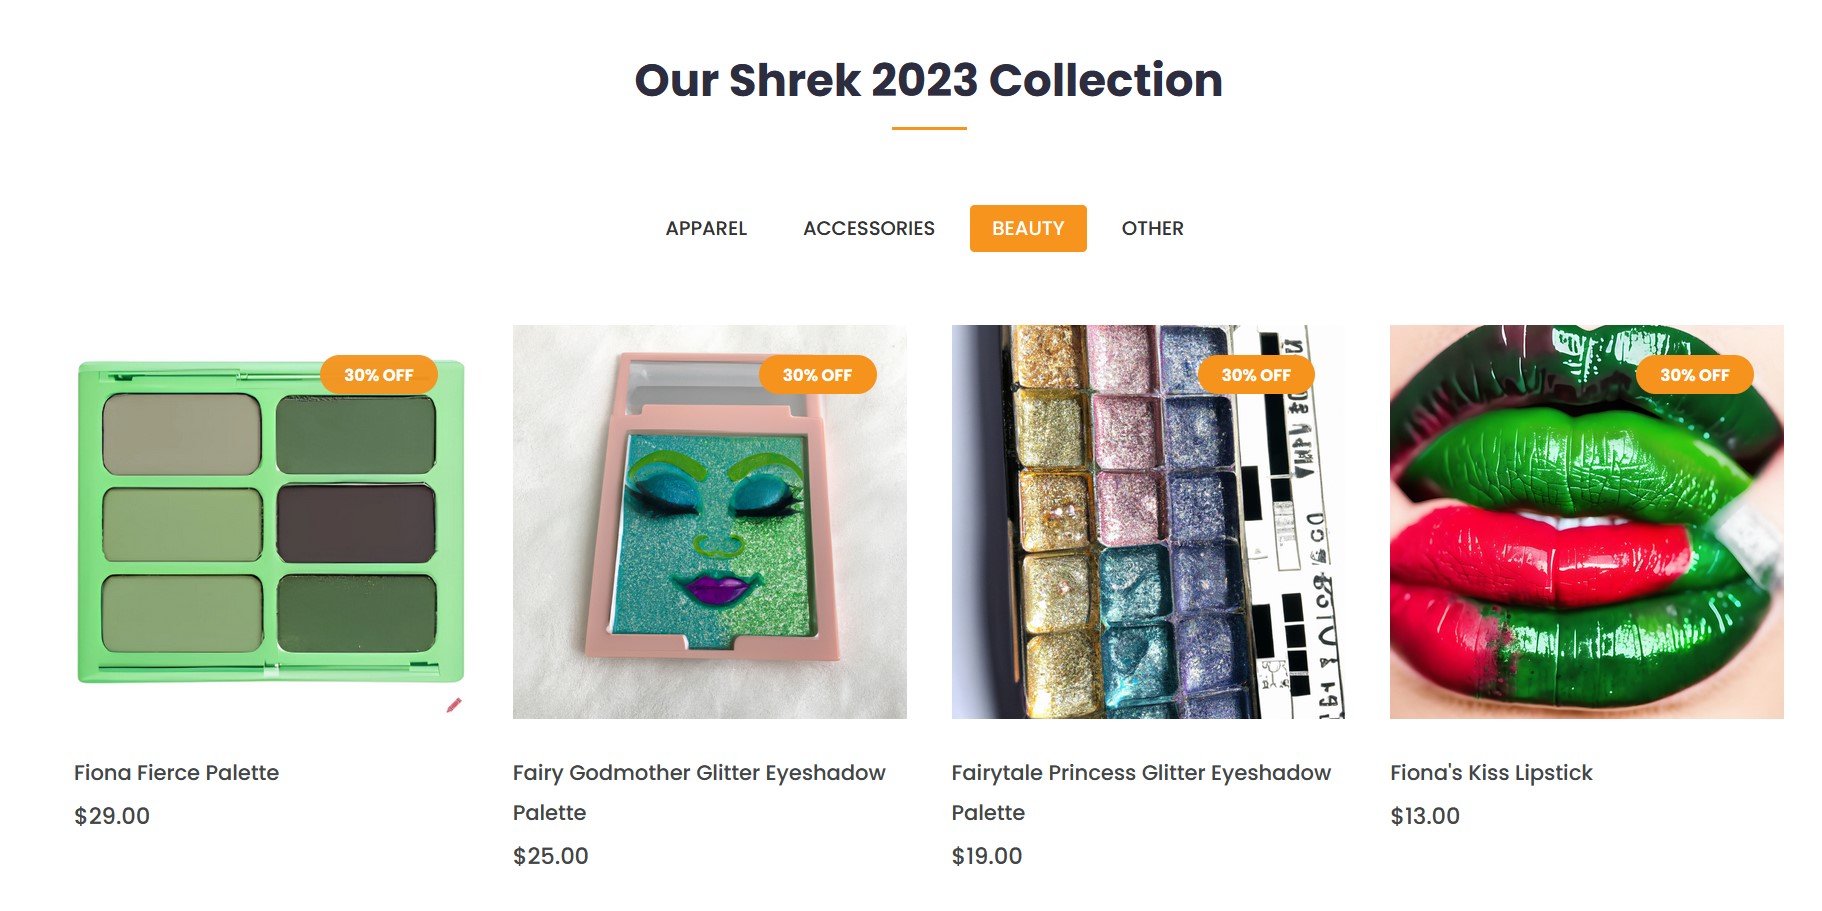 Our Shrek 2023 Collection
APPAREL ACCESSORIES BEAUTY OTHER
30% OFF 30% OFF 30% OFF 30% OFF
Fiona Fierce Palette
$29.00
Fairy Godmother Glitter Eyeshadow
Palette
$25.00
Fairytale Princess Glitter Eyeshadow
Palette
$19.00
Fiona's Kiss Lipstick
$13.00